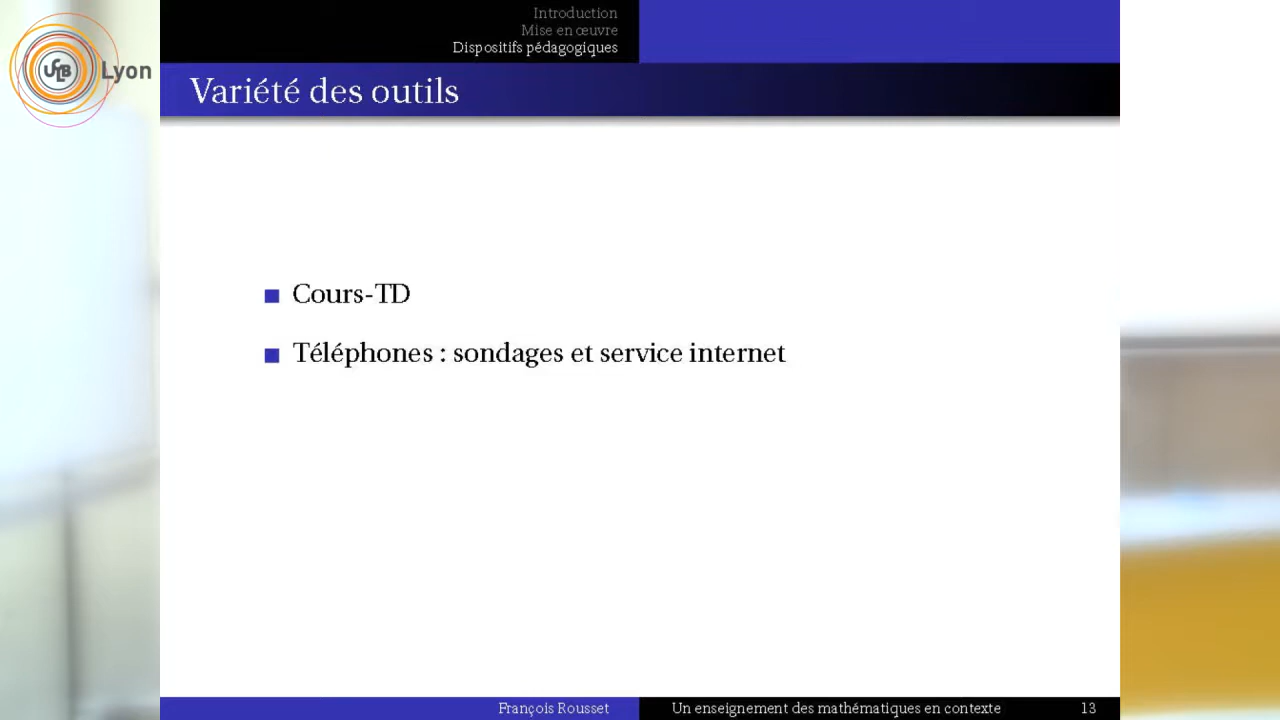 Introduction
Mise en œuvre
Dispositifs pédagogiques
USLB Lyon
Variété des outils
Cours-TD
Téléphones : sondages et service internet
François Rousset
Un enseignement des mathématiques en contexte
13